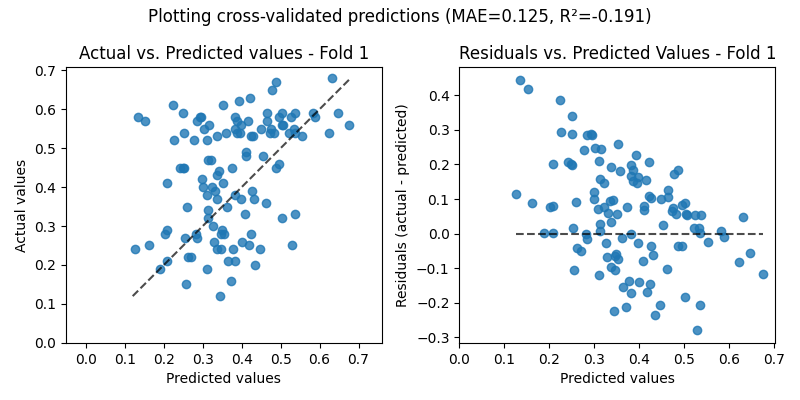 Plotting cross-validated predictions (MAE=0.125, R²=-0.191)
Actual vs. Predicted values - Fold 1
Actual values
0.7
0.6
0.5
0.4
0.3
0.2
0.1
0.0
0.0 0.1 0.2 0.3 0.4 0.5 0.6 0.7
Predicted values
Residuals vs. Predicted Values - Fold 1
Residuals (actual - predicted)
0.4
0.3
0.2
0.1
0.0
−0.1
−0.2
−0.3
0.0 0.1 0.2 0.3 0.4 0.5 0.6 0.7
Predicted values